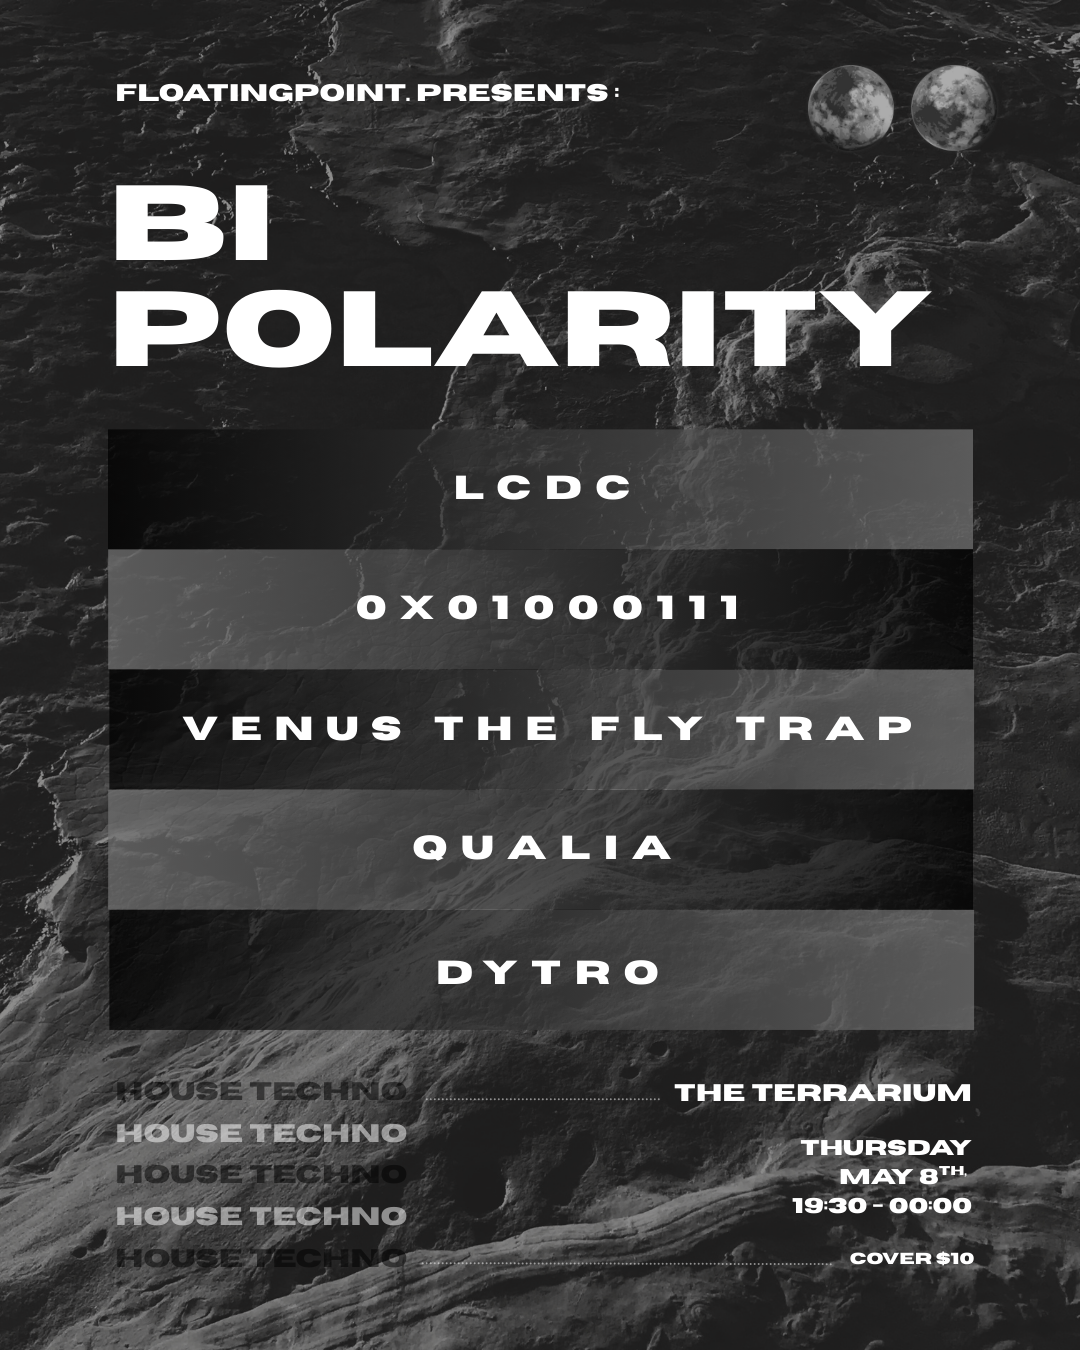 FLOATINGPOINT. PRESENTS :
BI
POLARITY
LCDC
0X01000111
VENUS THE FLY TRAP
QUALIA
DYTRO
HOUSE TECHNO
HOUSE TECHNO
HOUSE TECHNO
HOUSE TECHNO
HOUSE TECHNO
THE TERRARIUM
THURSDAY
MAY 8TH.
19:30 - 00:00
COVER $10